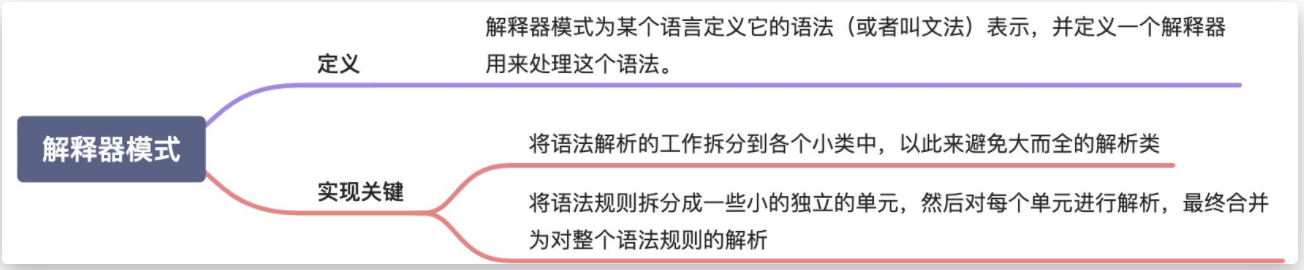 解释器模式
定义
解释器模式为某个语言定义它的语法（或者叫文法）表示，并定义一个解释器
用来处理这个语法。
实现关键
将语法解析的工作拆分到各个小类中，以此来避免大而全的解析类
将语法规则拆分成一些小的独立的单元，然后对每个单元进行解析，最终合并
为对整个语法规则的解析